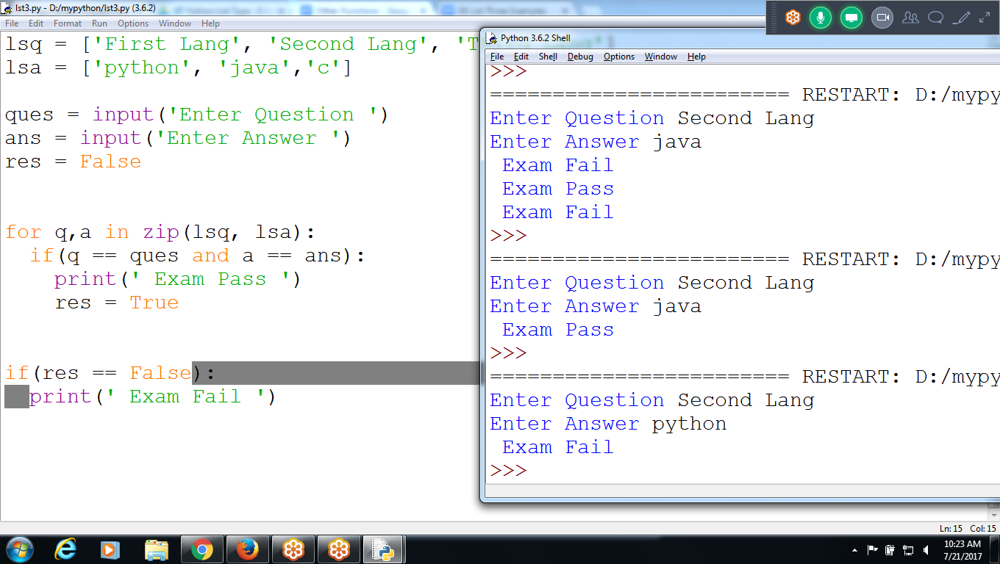 lst3.py - D:/mypython/lst3.py (3.6.2)
File Edit Format Run Options Window Help
lsq = ['First Lang', 'Second Lang', 'T
lsa = ['python', 'java','c']
ques = input('Enter Question ')
ans = input('Enter Answer ')
res = False
for q,a in zip(lsq, lsa):
if(q == ques and a == ans):
print(' Exam Pass ')
res = True
if(res == False):
print(' Exam Fail ')
Python 3.6.2 Shell
File Edit Shell Debug Options Window Help
>>>
======================== RESTART: D:/mypy
Enter Question Second Lang
Enter Answer java
Exam Fail
Exam Pass
Exam Fail
>>>
======================== RESTART: D:/mypy
Enter Question Second Lang
Enter Answer java
Exam Pass
>>>
======================== RESTART: D:/mypy
Enter Question Second Lang
Enter Answer python
Exam Fail
>>>
Ln: 15 Col: 15
10:23 AM
7/21/2017